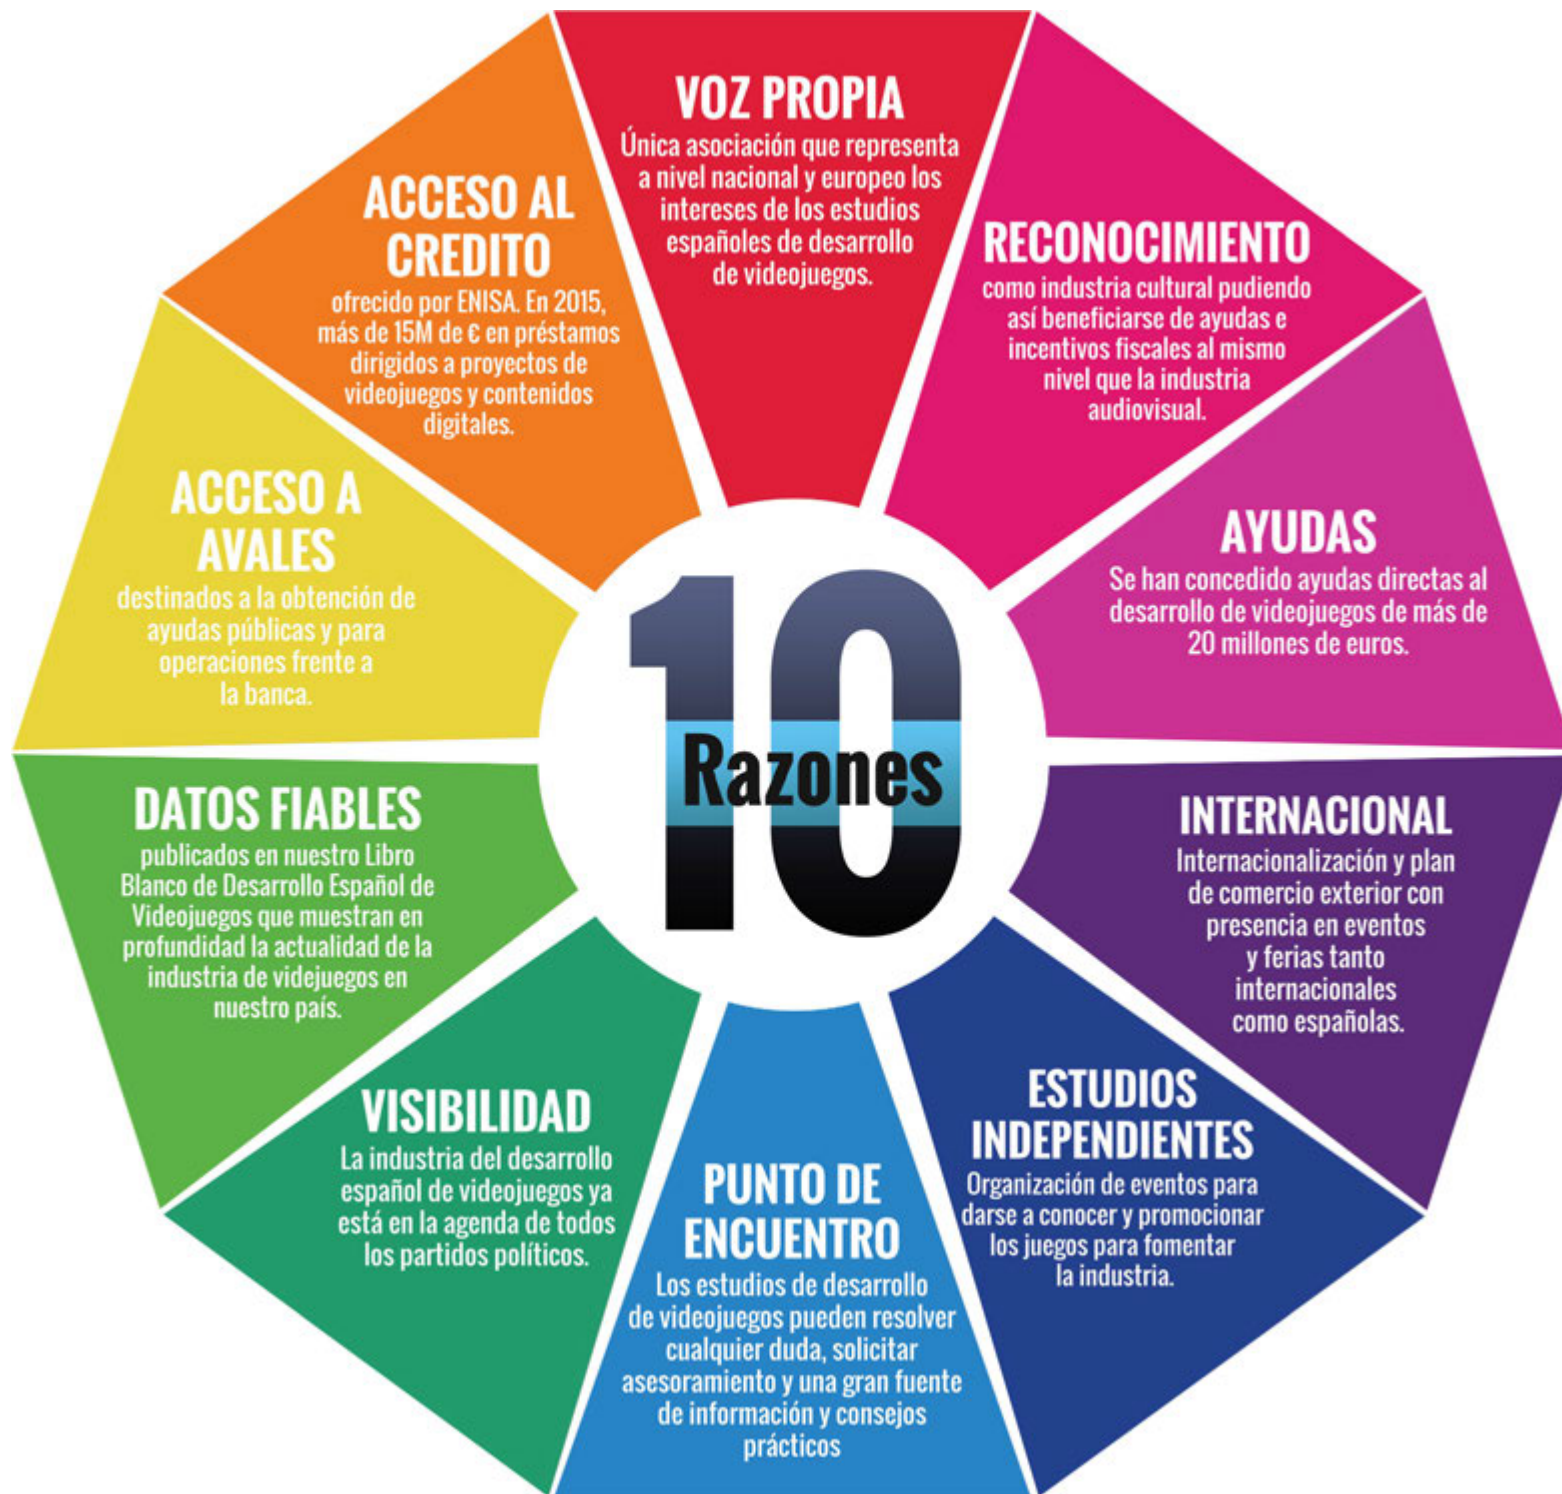 VOZ PROPIA
Única asociación que representa
a nivel nacional y europeo los
intereses de los estudios
españoles de desarrollo
de videojuegos.
RECONOCIMIENTO
como industria cultural pudiendo
así beneficiarse de ayudas e
incentivos fiscales al mismo
nivel que la industria
audiovisual.
AYUDAS
Se han concedido ayudas directas al
desarrollo de videojuegos de más de
20 millones de euros.
INTERNACIONAL
Internacionalización y plan
de comercio exterior con
presencia en eventos
y ferias tanto
internacionales
como españolas.
ESTUDIOS
INDEPENDIENTES
Organización de eventos para
darse a conocer y promocionar
los juegos para fomentar
la industria.
PUNTO DE
ENCUENTRO
Los estudios de desarrollo
de videojuegos pueden resolver
cualquier duda, solicitar
asesoramiento y una gran fuente
de información y consejos
prácticos
VISIBILIDAD
La industria del desarrollo
español de videojuegos ya
está en la agenda de todos
los partidos políticos.
DATOS FIABLES
publicados en nuestro Libro
Blanco de Desarrollo Español de
Videojuegos que muestran en
profundidad la actualidad de la
industria de videjuegos en
nuestro país.
ACCESO A
AVALES
destinados a la obtención de
ayudas públicas y para
operaciones frente a
la banca.
ACCESO AL
CREDITO
ofrecido por ENISA. En 2015,
más de 15M de € en préstamos
dirigidos a proyectos de
videojuegos y contenidos
digitales.
10
Razones